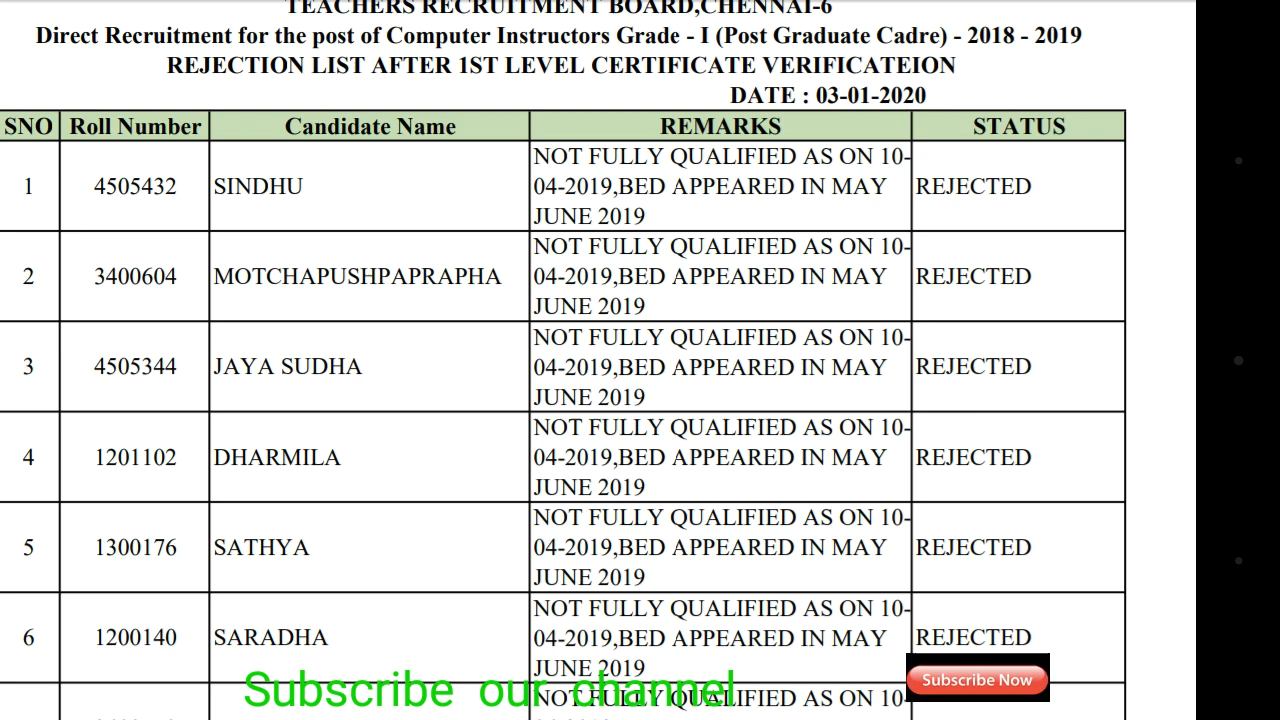 TEACHERS RECRUITMENT BOARD,CHENNAI-6
Direct Recruitment for the post of Computer Instructors Grade - I (Post Graduate Cadre) - 2018 - 2019
REJECTION LIST AFTER 1ST LEVEL CERTIFICATE VERIFICATEION
DATE : 03-01-2020
SNO Roll Number Candidate Name REMARKS STATUS
NOT FULLY QUALIFIED AS ON 10-
1 4505432 SINDHU 04-2019,BED APPEARED IN MAY REJECTED
JUNE 2019
NOT FULLY QUALIFIED AS ON 10-
2 3400604 MOTCHAPUSHPAPRAPHA 04-2019,BED APPEARED IN MAY REJECTED
JUNE 2019
NOT FULLY QUALIFIED AS ON 10-
3 4505344 JAYA SUDHA 04-2019,BED APPEARED IN MAY REJECTED
JUNE 2019
NOT FULLY QUALIFIED AS ON 10-
4 1201102 DHARMILA 04-2019,BED APPEARED IN MAY REJECTED
JUNE 2019
NOT FULLY QUALIFIED AS ON 10-
5 1300176 SATHYA 04-2019,BED APPEARED IN MAY REJECTED
JUNE 2019
NOT FULLY QUALIFIED AS ON 10-
6 1200140 SARADHA 04-2019,BED APPEARED IN MAY REJECTED
JUNE 2019
Subscribe our channel
Subscribe Now
NOT FULLY QUALIFIED AS ON 10-